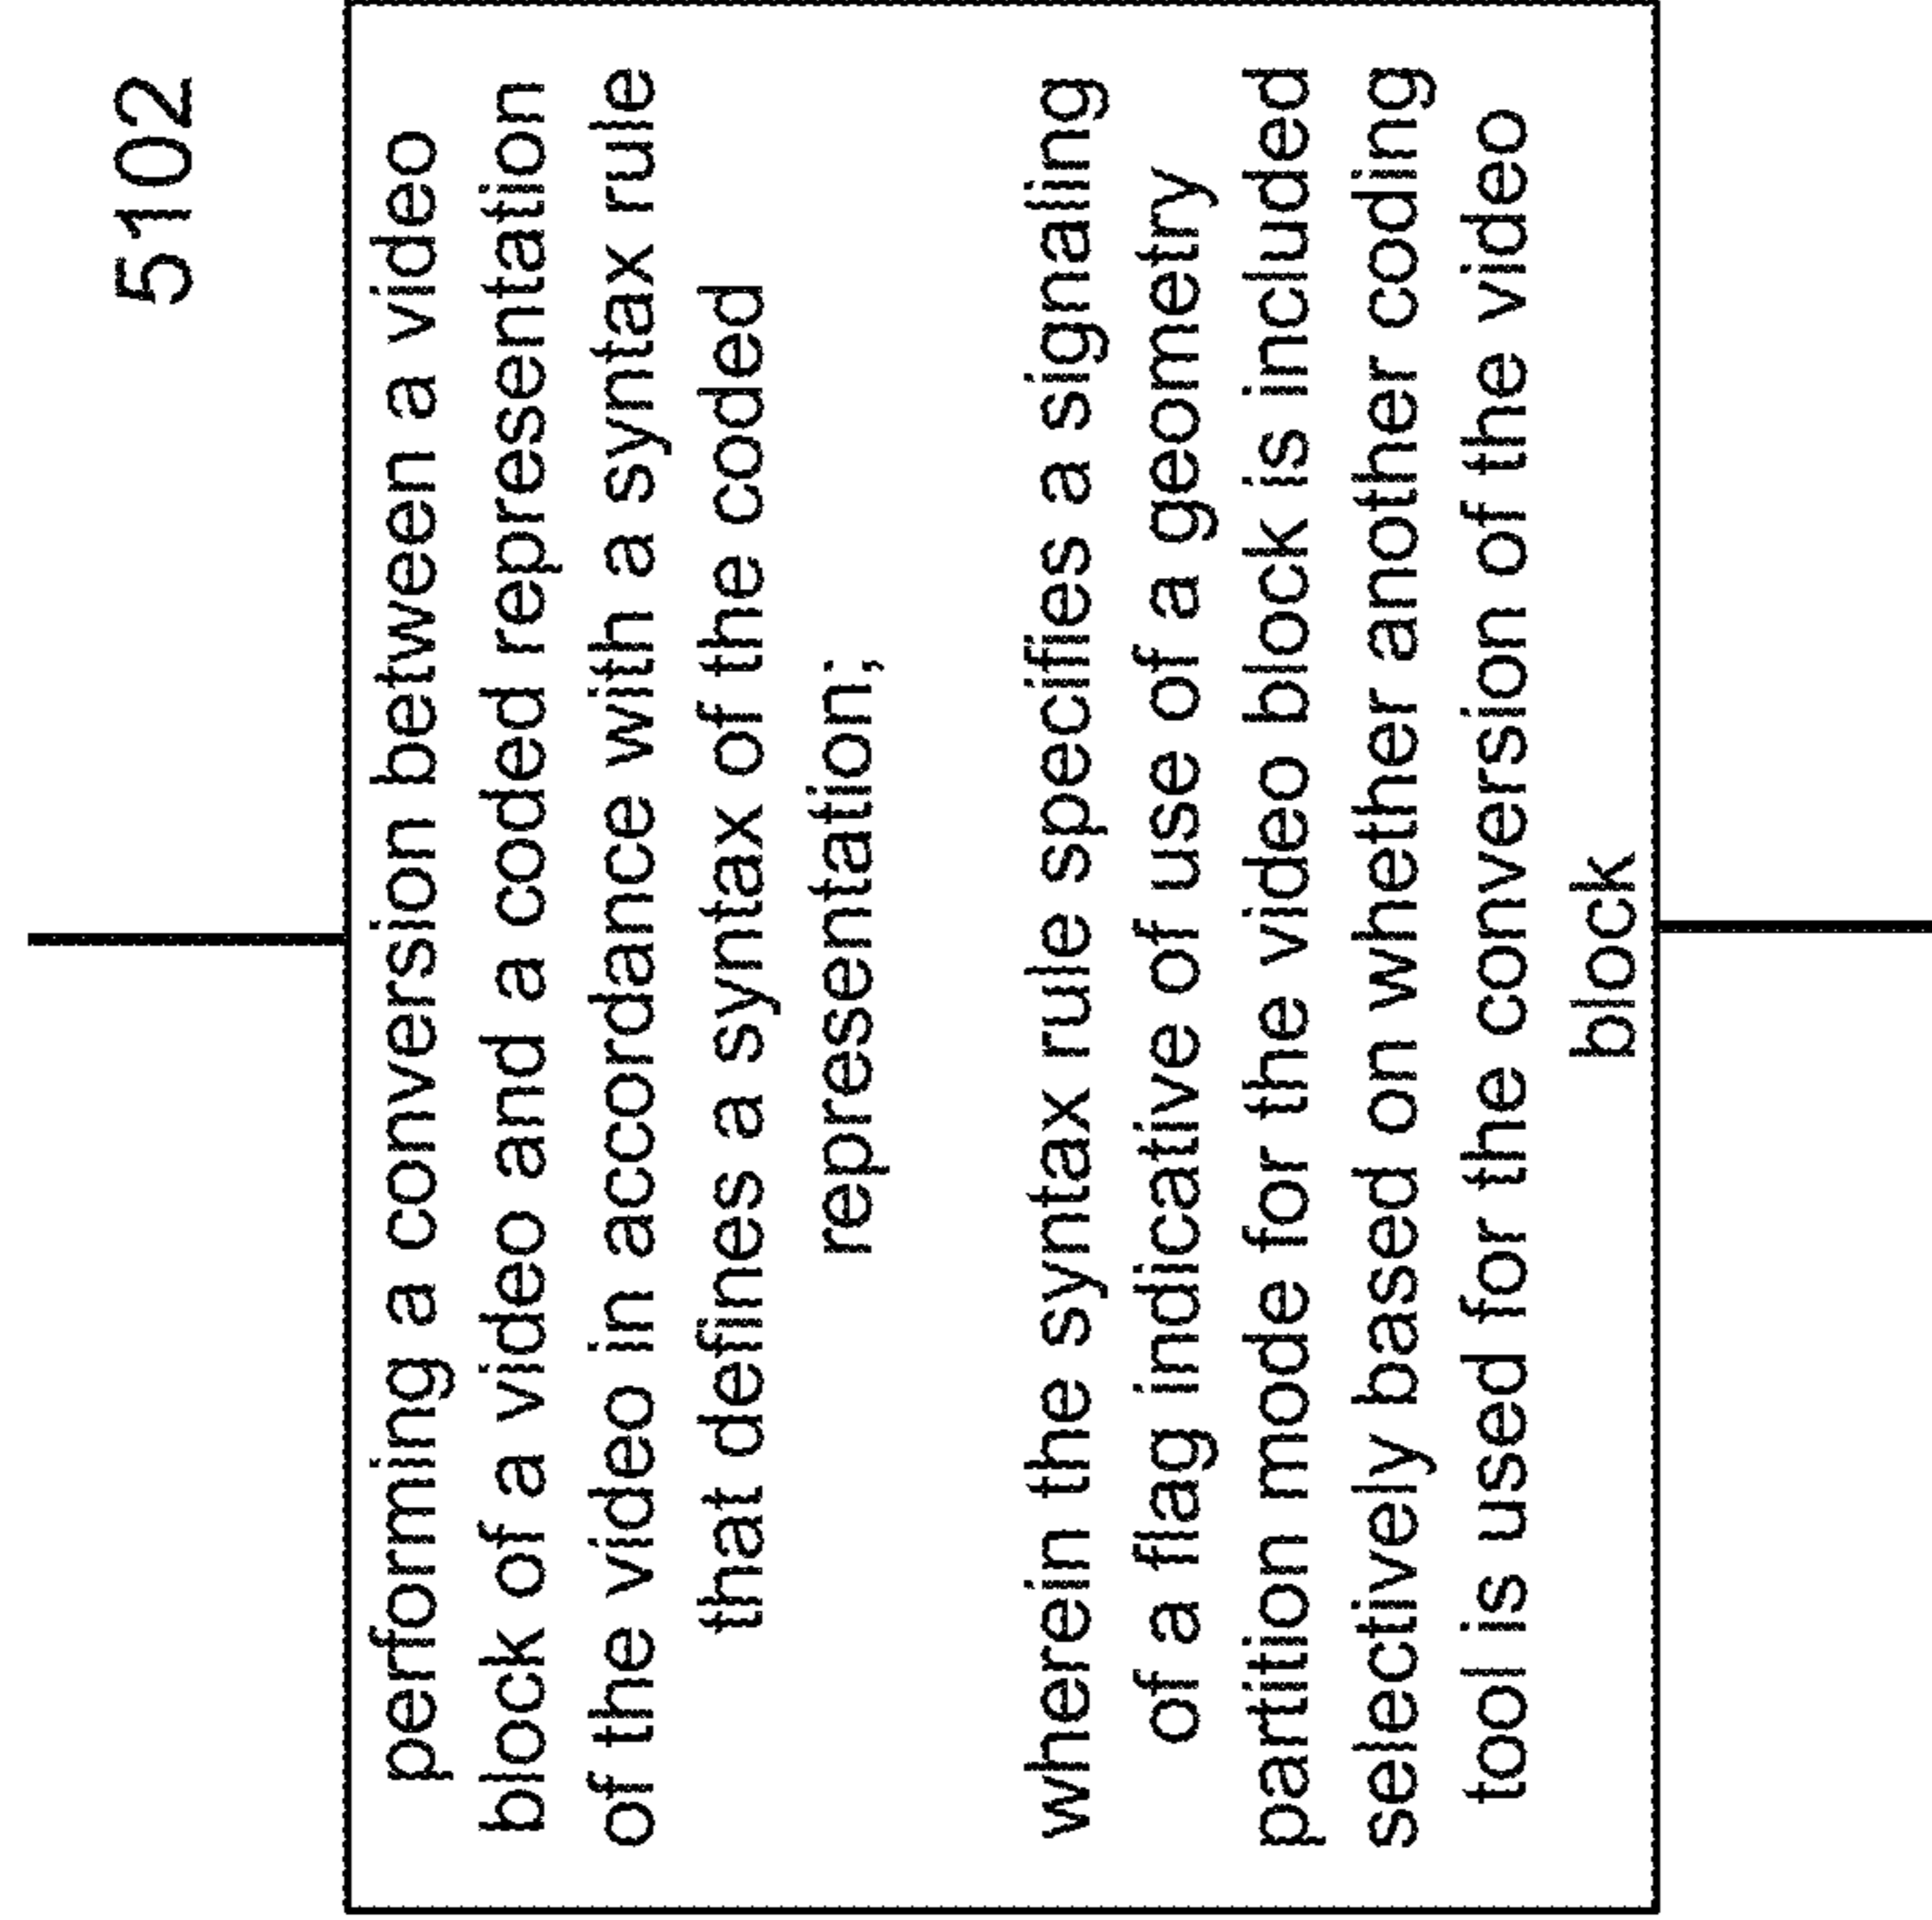 5102
performing a conversion between a video
block of a video and a coded representation
of the video in accordance with a syntax rule
that defines a syntax of the coded
representation;
wherein the syntax rule specifies a signaling
of a flag indicative of use of a geometry
partition mode for the video block is included
selectively based on whether another coding
tool is used for the conversion of the video
block